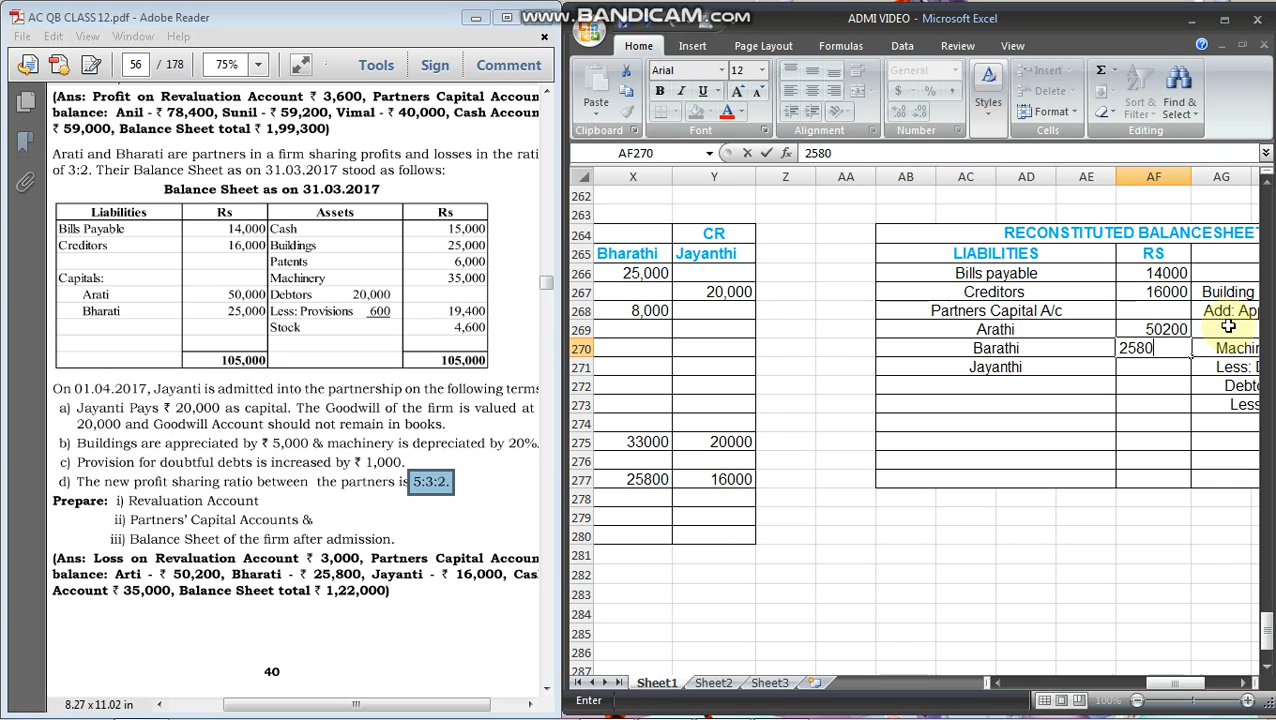 AC QB CLASS 12.pdf - Adobe Reader
www.BANDICAM.com
ADMI VIDEO - Microsoft Excel
File Edit View Window Help
Home Insert Page Layout Formulas Data Review View
56 / 178 75% Tools Sign Comment
Arial 12 General Insert
Paste B I U $ % , Styles Format Sort & Filter Find & Select
Clipboard Font Alignment Number Cells Editing
AF270 fx 2580
(Ans: Profit on Revaluation Account ₹ 3,600, Partners Capital Accoun
balance: Anil - ₹ 78,400, Sunil - ₹ 59,200, Vimal - ₹ 40,000, Cash Accoun
₹ 59,000, Balance Sheet total ₹ 1,99,300)
Arati and Bharati are partners in a firm sharing profits and losses in the rati
of 3:2. Their Balance Sheet as on 31.03.2017 stood as follows:
Balance Sheet as on 31.03.2017
Liabilities Rs Assets Rs
Bills Payable 14,000 Cash 15,000
Creditors 16,000 Buildings 25,000
Patents 6,000
Capitals: Machinery 35,000
Arati 50,000 Debtors 20,000
Bharati 25,000 Less: Provisions 600 19,400
Stock 4,600
105,000 105,000
On 01.04.2017, Jayanti is admitted into the partnership on the following terms
a) Jayanti Pays ₹ 20,000 as capital. The Goodwill of the firm is valued at
20,000 and Goodwill Account should not remain in books.
b) Buildings are appreciated by ₹ 5,000 & machinery is depreciated by 20%.
c) Provision for doubtful debts is increased by ₹ 1,000.
d) The new profit sharing ratio between the partners is 5:3:2.
Prepare: i) Revaluation Account
ii) Partners' Capital Accounts &
iii) Balance Sheet of the firm after admission.
(Ans: Loss on Revaluation Account ₹ 3,000, Partners Capital Accoun
balance: Arti - ₹ 50,200, Bharati - ₹ 25,800, Jayanti - ₹ 16,000, Cas
Account ₹ 35,000, Balance Sheet total ₹ 1,22,000)
40
8.27 x 11.02 in
X Y Z AA AB AC AD AE AF AG
262
263
264 CR RECONSTITUTED BALANCESHEET
265 Bharathi Jayanthi LIABILITIES RS
266 25,000 Bills payable 14000
267 20,000 Creditors 16000 Building
268 8,000 Partners Capital A/c Add: Ap
269 Arathi 50200
270 Barathi 2580 Machin
271 Jayanthi Less: D
272 Debto
273 Less
274
275 33000 20000
276
277 25800 16000
278
279
280
281
282
283
284
285
286
287
Sheet1 Sheet2 Sheet3
Enter 100%